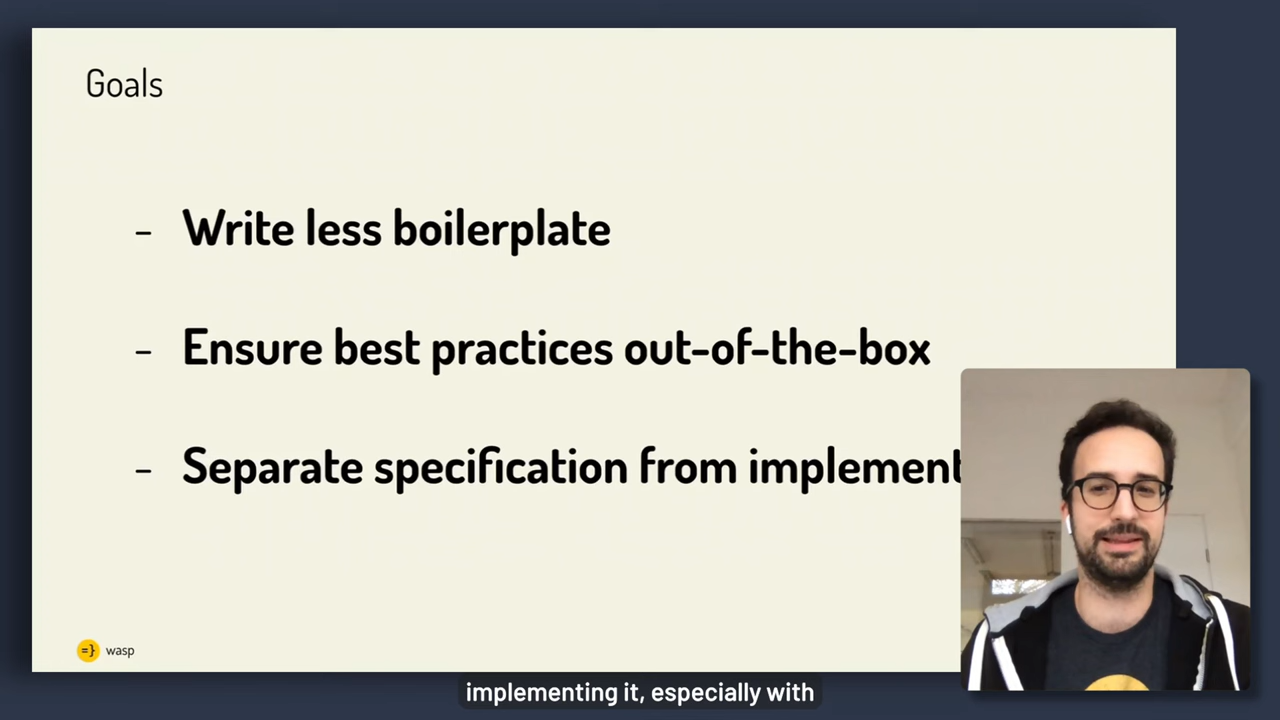 Goals
- Write less boilerplate
- Ensure best practices out-of-the-box
- Separate specification from implement
=} wasp
implementing it, especially with